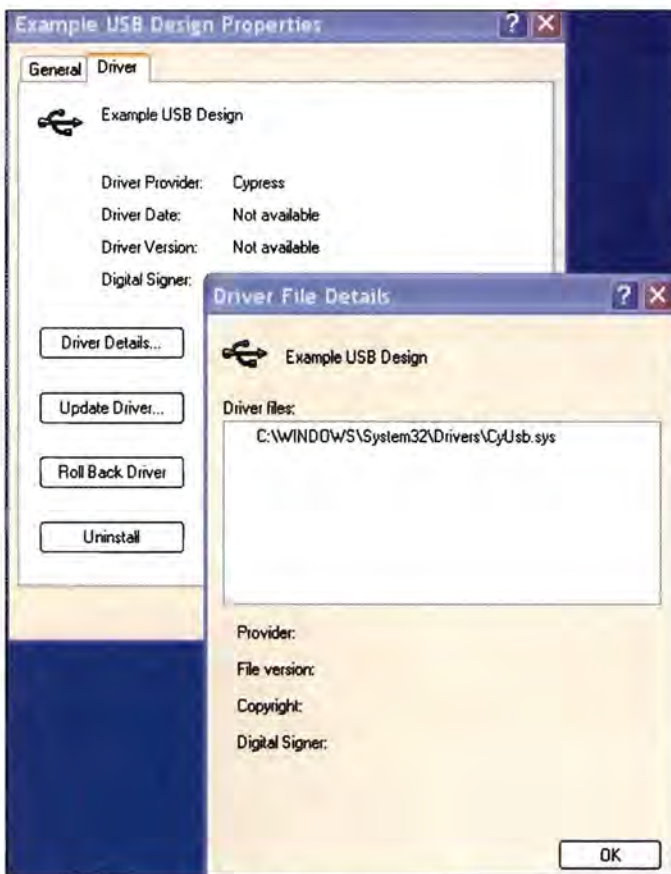 Example USB Design Properties
General
Driver
Example USB Design
Driver Provider: Cypress
Driver Date: Not available
Driver Version: Not available
Digital Signer:
Driver Details...
Update Driver...
Roll Back Driver
Uninstall
Driver File Details
Example USB Design
Driver files:
C:\WINDOWS\System32\Drivers\CyUsb.sys
Provider:
File version:
Copyright:
Digital Signer:
OK